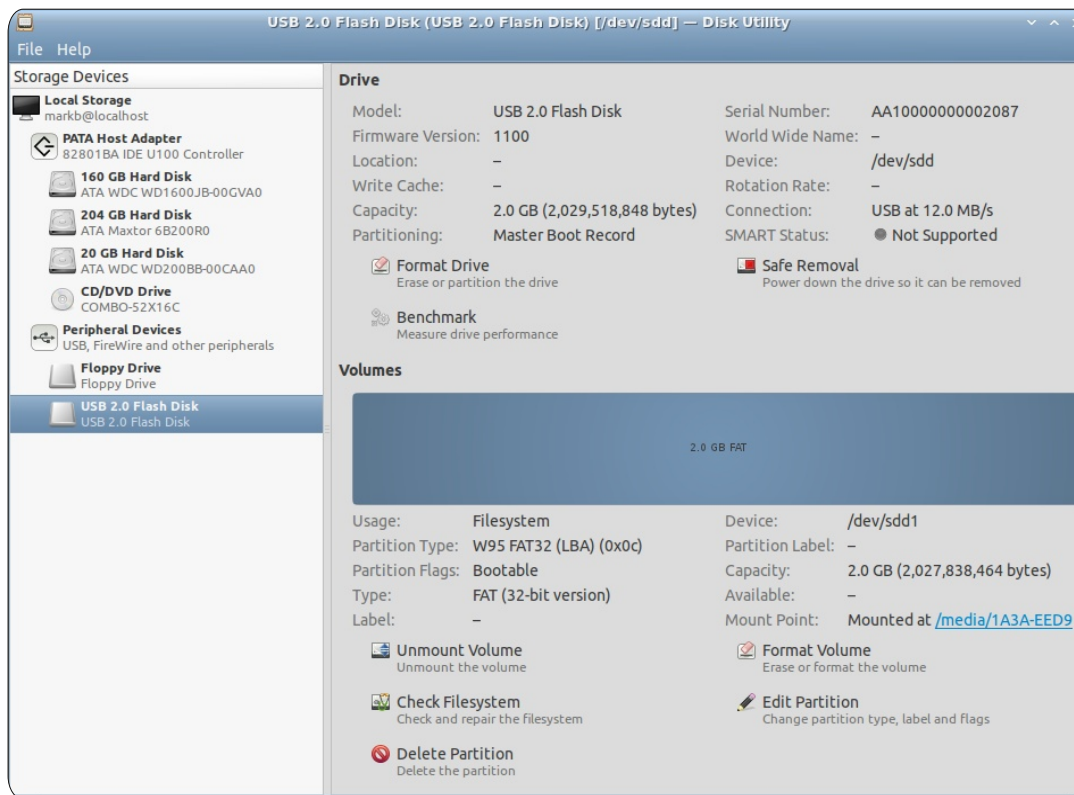 USB 2.0 Flash Disk (USB 2.0 Flash Disk) [/dev/sdd] — Disk Utility
File Help
Storage Devices
Local Storage
markb@localhost
PATA Host Adapter
82801BA IDE U100 Controller
160 GB Hard Disk
ATA WDC WD1600JB-00GVA0
204 GB Hard Disk
ATA Maxtor 6B200R0
20 GB Hard Disk
ATA WDC WD200BB-00CAA0
CD/DVD Drive
COMBO-52X16C
Peripheral Devices
USB, FireWire and other peripherals
Floppy Drive
Floppy Drive
USB 2.0 Flash Disk
USB 2.0 Flash Disk
Drive
Model: USB 2.0 Flash Disk Serial Number: AA10000000002087
Firmware Version: 1100 World Wide Name: –
Location: – Device: /dev/sdd
Write Cache: – Rotation Rate: –
Capacity: 2.0 GB (2,029,518,848 bytes) Connection: USB at 12.0 MB/s
Partitioning: Master Boot Record SMART Status: Not Supported
Format Drive Safe Removal
Erase or partition the drive Power down the drive so it can be removed
Benchmark
Measure drive performance
Volumes
2.0 GB FAT
Usage: Filesystem Device: /dev/sdd1
Partition Type: W95 FAT32 (LBA) (0x0c) Partition Label: –
Partition Flags: Bootable Capacity: 2.0 GB (2,027,838,464 bytes)
Type: FAT (32-bit version) Available: –
Label: – Mount Point: Mounted at /media/1A3A-EED9
Unmount Volume Format Volume
Unmount the volume Erase or format the volume
Check Filesystem Edit Partition
Check and repair the filesystem Change partition type, label and flags
Delete Partition
Delete the partition